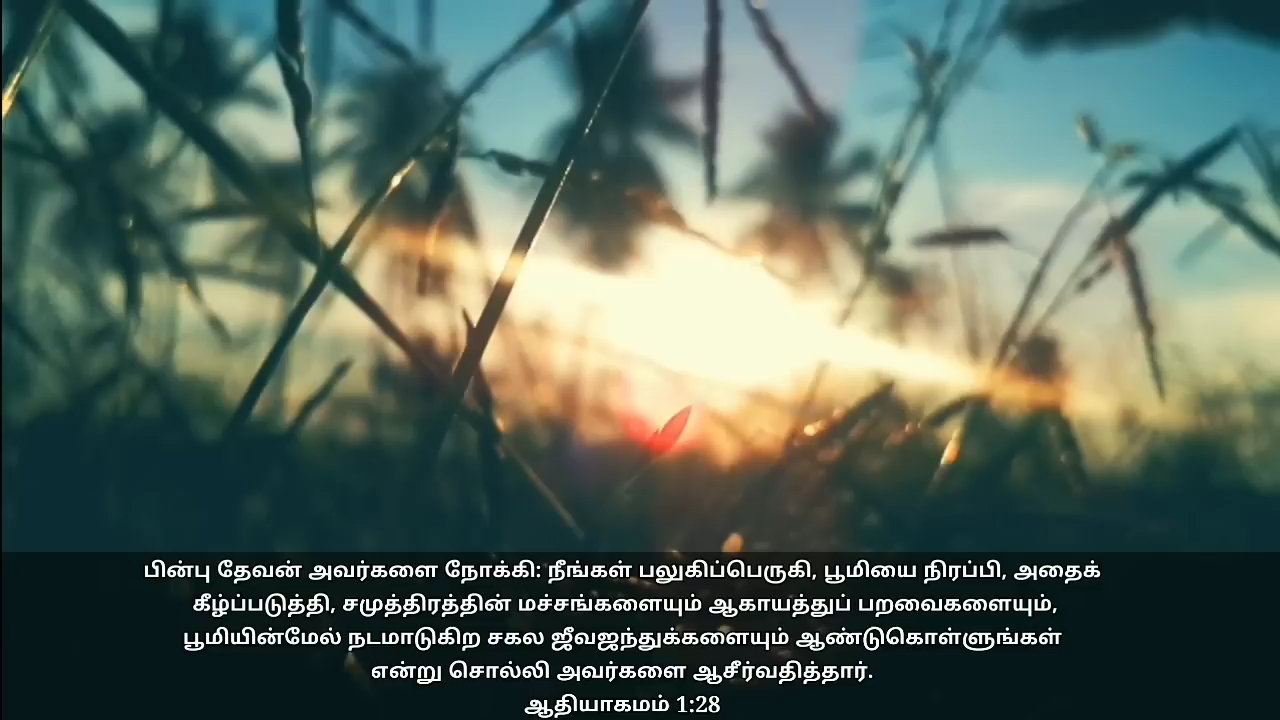 பின்பு தேவன் அவர்களை நோக்கி: நீங்கள் பலுகிப்பெருகி, பூமியை நிரப்பி, அதைக்
கீழ்ப்படுத்தி, சமுத்திரத்தின் மச்சங்களையும் ஆகாயத்துப் பறவைகளையும்,
பூமியின்மேல் நடமாடுகிற சகல ஜீவஜந்துக்களையும் ஆண்டுகொள்ளுங்கள்
என்று சொல்லி அவர்களை ஆசீர்வதித்தார்.
ஆதியாகமம் 1:28